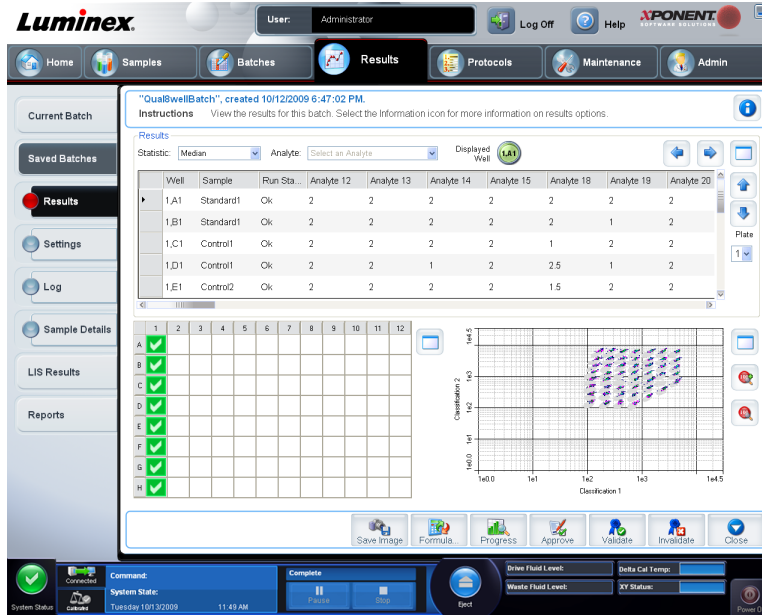 Luminex.
User: Administrator
Log Off
Help
XPONENT.
SOFTWARE SOLUTIONS
Home
Samples
Batches
Results
Protocols
Maintenance
Admin
Current Batch
Saved Batches
Results
Settings
Log
Sample Details
LIS Results
Reports
"Qual8wellBatch", created 10/12/2009 6:47:02 PM.
Instructions View the results for this batch. Select the Information icon for more information on results options.
Results
Statistic: Median Analyte: Select an Analyte Displayed Well 1,A1
Well Sample Run Sta... Analyte 12 Analyte 13 Analyte 14 Analyte 15 Analyte 18 Analyte 19 Analyte 20
1,A1 Standard1 Ok 2 2 2 2 2 2 2
1,B1 Standard1 Ok 2 2 2 2 2 1 2
1,C1 Control1 Ok 2 2 2 2 1 2 2
1,D1 Control1 Ok 2 2 1 2 2.5 1 2
1,E1 Control2 Ok 2 2 2 2 1.5 2 2
Plate
1
1 2 3 4 5 6 7 8 9 10 11 12
A
B
C
D
E
F
G
H
Classification 2
1e4.5
1e3
1e2
1e1
1e0.0
1e0.0 1e1 1e2 1e3 1e4.5
Classification 1
Save Image
Formula...
Progress
Approve
Validate
Invalidate
Close
System Status
Connected
Calibrated
Command:
System State:
Tuesday 10/13/2009 11:49 AM
Complete
Pause
Stop
Eject
Drive Fluid Level:
Waste Fluid Level:
Delta Cal Temp:
XY Status: